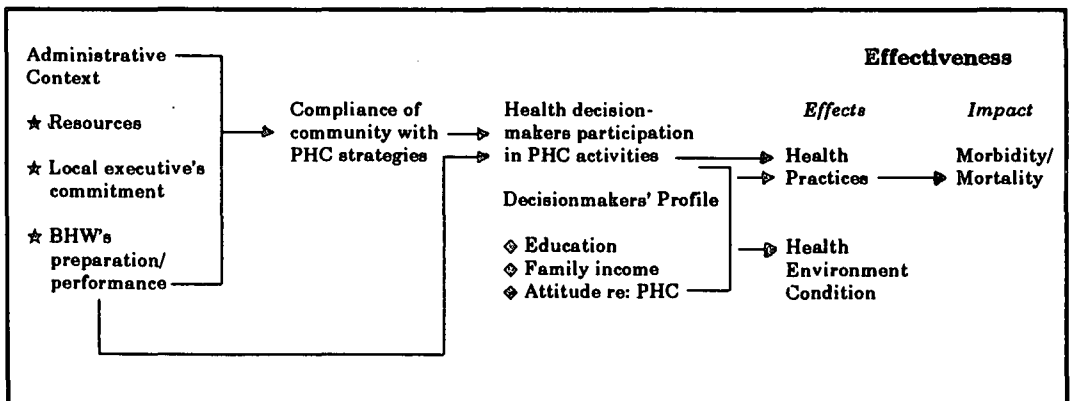 Administrative
Context
★ Resources
★ Local executive's
commitment
☆ BHW's
preparation/
performance
Compliance of
community with
PHC strategies
Health decision-
makers participation
in PHC activities
Decisionmakers' Profile
◇ Education
◇ Family income
◇ Attitude re: PHC
Effectiveness
Effects
Impact
Health
Practices
Morbidity/
Mortality
Health
Environment
Condition